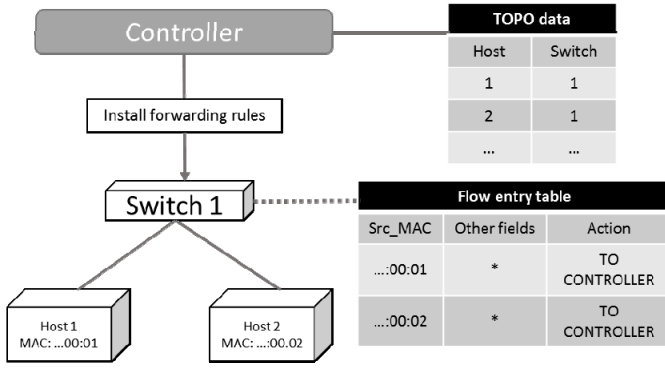 Controller
TOPO data
Host Switch
1 1
2 1
... ...
Install forwarding rules
Switch 1
Flow entry table
Src_MAC Other fields Action
...:00:01 * TO CONTROLLER
...:00:02 * TO CONTROLLER
Host 1
MAC: ...00:01
Host 2
MAC: ...:00.02